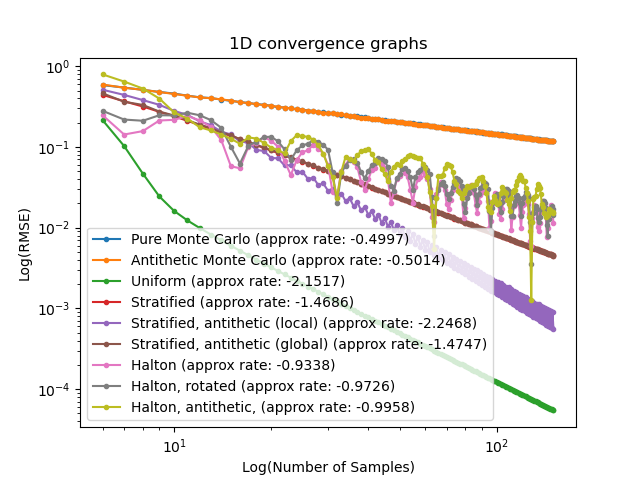 1D convergence graphs
Log(RMSE)
10⁰
10⁻¹
10⁻²
10⁻³
10⁻⁴
Pure Monte Carlo (approx rate: -0.4997)
Antithetic Monte Carlo (approx rate: -0.5014)
Uniform (approx rate: -2.1517)
Stratified (approx rate: -1.4686)
Stratified, antithetic (local) (approx rate: -2.2468)
Stratified, antithetic (global) (approx rate: -1.4747)
Halton (approx rate: -0.9338)
Halton, rotated (approx rate: -0.9726)
Halton, antithetic, (approx rate: -0.9958)
10¹
10²
Log(Number of Samples)